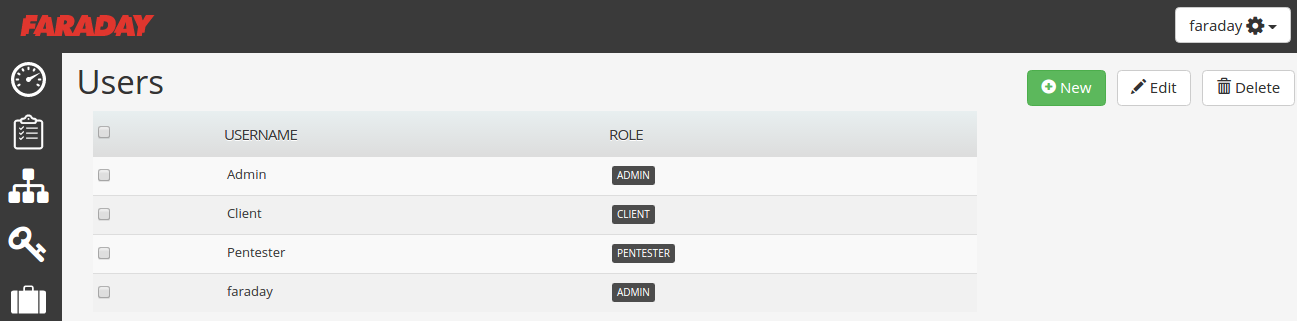 FARADAY
faraday
Users
New Edit Delete
USERNAME ROLE
Admin ADMIN
Client CLIENT
Pentester PENTESTER
faraday ADMIN